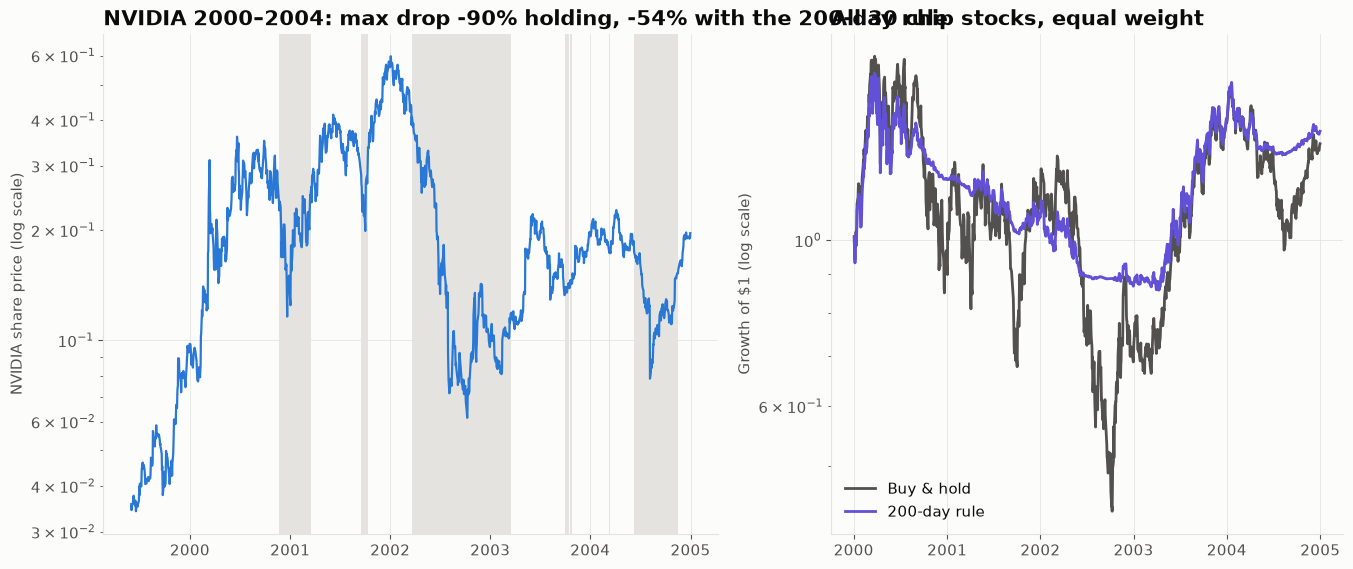 NVIDIA 2000–2004: max drop -90% holding, -54% with the 200-day rule
All 30 chip stocks, equal weight
NVIDIA share price (log scale)
6 × 10⁻¹
4 × 10⁻¹
3 × 10⁻¹
2 × 10⁻¹
10⁻¹
6 × 10⁻²
4 × 10⁻²
3 × 10⁻²
2000 2001 2002 2003 2004 2005
Growth of $1 (log scale)
10⁰
6 × 10⁻¹
Buy & hold
200-day rule
2000 2001 2002 2003 2004 2005